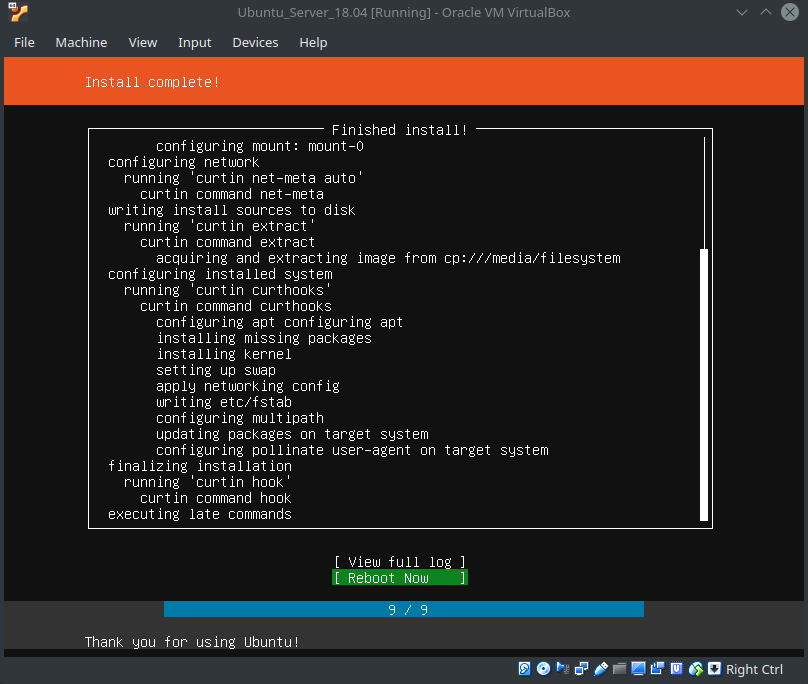 Ubuntu_Server_18.04 [Running] - Oracle VM VirtualBox
File Machine View Input Devices Help
Install complete!
Finished install!
configuring mount: mount-0
configuring network
running 'curtin net-meta auto'
curtin command net-meta
writing install sources to disk
running 'curtin extract'
curtin command extract
acquiring and extracting image from cp:///media/filesystem
configuring installed system
running 'curtin curthooks'
curtin command curthooks
configuring apt configuring apt
installing missing packages
installing kernel
setting up swap
apply networking config
writing etc/fstab
configuring multipath
updating packages on target system
configuring pollinate user-agent on target system
finalizing installation
running 'curtin hook'
curtin command hook
executing late commands
[ View full log ]
[ Reboot Now ]
9 / 9
Thank you for using Ubuntu!
Right Ctrl